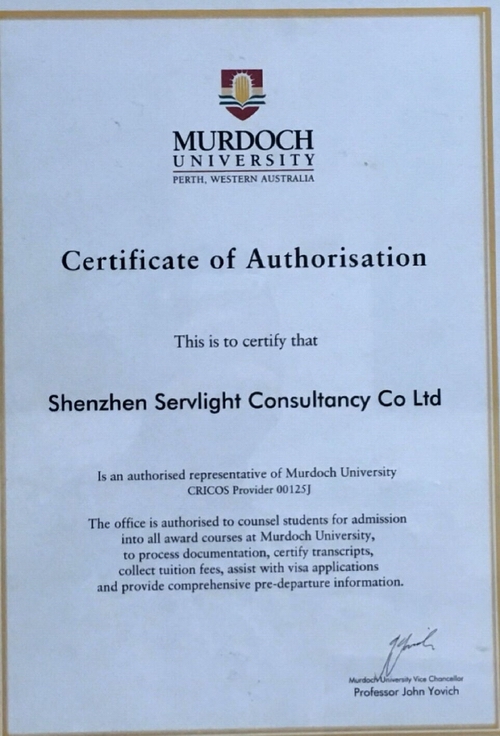 MURDOCH
UNIVERSITY
PERTH, WESTERN AUSTRALIA
Certificate of Authorisation
This is to certify that
Shenzhen Servlight Consultancy Co Ltd
Is an authorised representative of Murdoch University
CRICOS Provider 00125J
The office is authorised to counsel students for admission
into all award courses at Murdoch University,
to process documentation, certify transcripts,
collect tuition fees, assist with visa applications
and provide comprehensive pre-departure information.
Murdoch University Vice Chancellor
Professor John Yovich